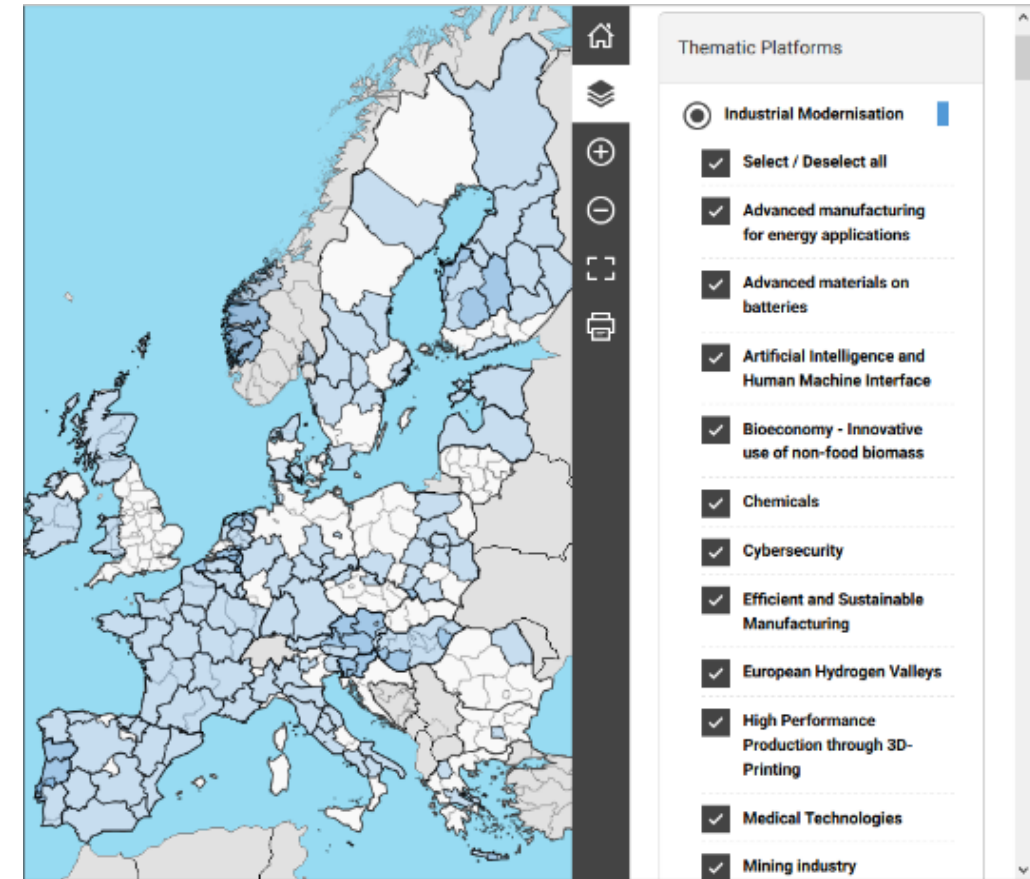 Thematic Platforms
Industrial Modernisation
Select / Deselect all
Advanced manufacturing
for energy applications
Advanced materials on
batteries
Artificial Intelligence and
Human Machine Interface
Bioeconomy - Innovative
use of non-food biomass
Chemicals
Cybersecurity
Efficient and Sustainable
Manufacturing
European Hydrogen Valleys
High Performance
Production through 3D-
Printing
Medical Technologies
Mining industry